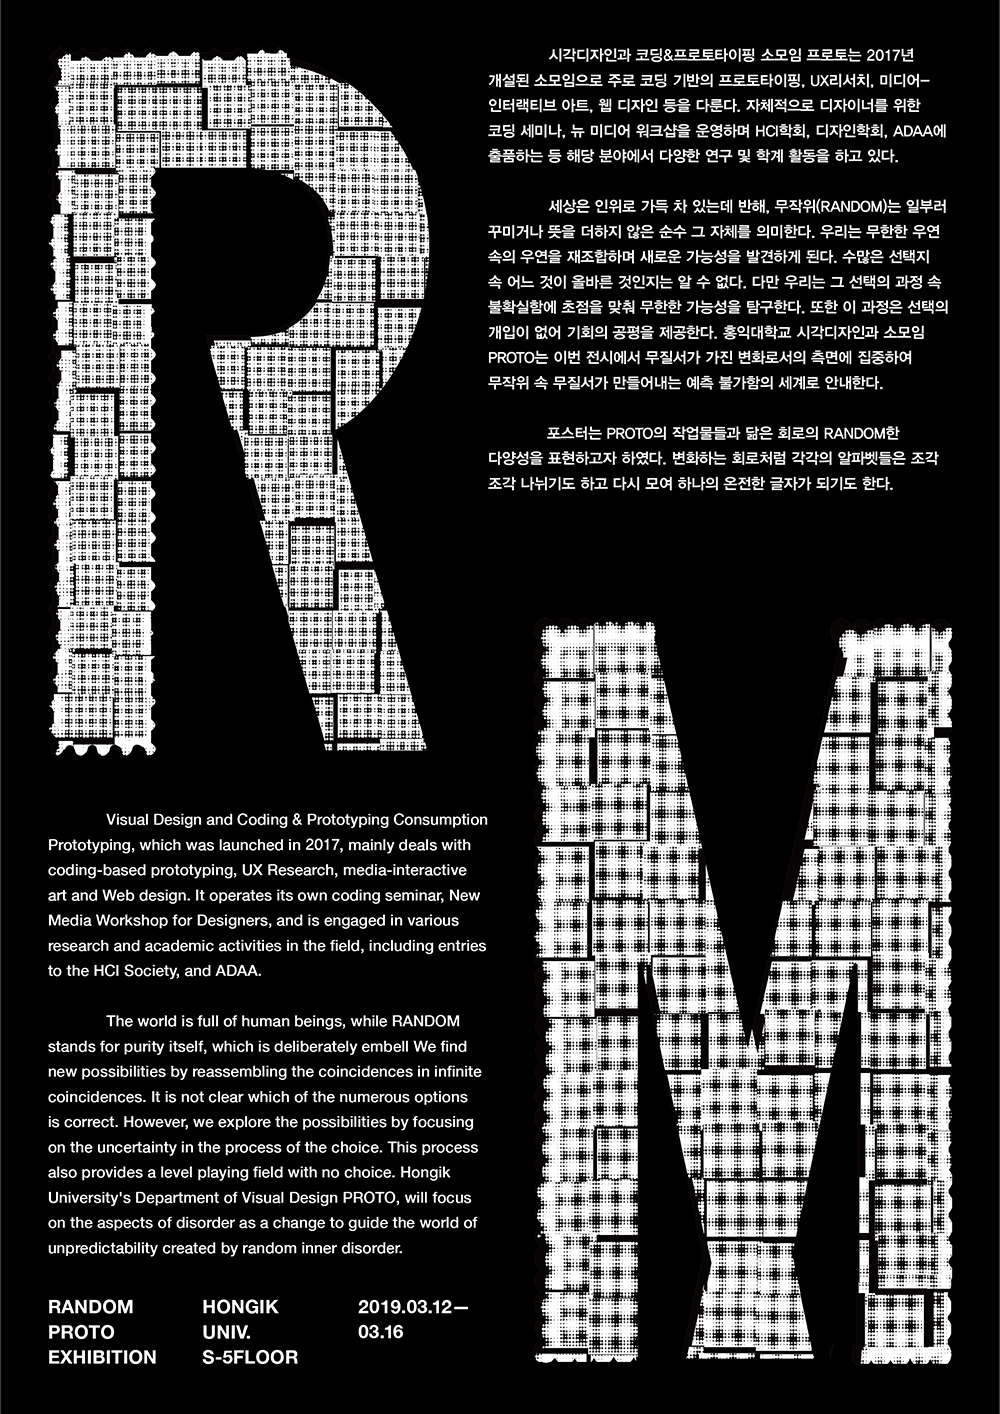 R
시각디자인과 코딩&프로토타이핑 소모임 프로토는 2017년
개설된 소모임으로 주로 코딩 기반의 프로토타이핑, UX리서치, 미디어—
인터랙티브 아트, 웹 디자인 등을 다룬다. 자체적으로 디자이너를 위한
코딩 세미나, 뉴 미디어 워크샵을 운영하며 HCI학회, 디자인학회, ADAA에
출품하는 등 해당 분야에서 다양한 연구 및 학계 활동을 하고 있다.
세상은 인위로 가득 차 있는데 반해, 무작위(RANDOM)는 일부러
꾸미거나 뜻을 더하지 않은 순수 그 자체를 의미한다. 우리는 무한한 우연
속의 우연을 재조합하며 새로운 가능성을 발견하게 된다. 수많은 선택지
속 어느 것이 올바른 것인지는 알 수 없다. 다만 우리는 그 선택의 과정 속
불확실함에 초점을 맞춰 무한한 가능성을 탐구한다. 또한 이 과정은 선택의
개입이 없어 기회의 공평을 제공한다. 홍익대학교 시각디자인과 소모임
PROTO는 이번 전시에서 무질서가 가진 변화로서의 측면에 집중하여
무작위 속 무질서가 만들어내는 예측 불가함의 세계로 안내한다.
포스터는 PROTO의 작업물들과 닮은 회로의 RANDOM한
다양성을 표현하고자 하였다. 변화하는 회로처럼 각각의 알파벳들은 조각
조각 나뉘기도 하고 다시 모여 하나의 온전한 글자가 되기도 한다.
M
Visual Design and Coding & Prototyping Consumption
Prototyping, which was launched in 2017, mainly deals with
coding-based prototyping, UX Research, media-interactive
art and Web design. It operates its own coding seminar, New
Media Workshop for Designers, and is engaged in various
research and academic activities in the field, including entries
to the HCI Society, and ADAA.
The world is full of human beings, while RANDOM
stands for purity itself, which is deliberately embell We find
new possibilities by reassembling the coincidences in infinite
coincidences. It is not clear which of the numerous options
is correct. However, we explore the possibilities by focusing
on the uncertainty in the process of the choice. This process
also provides a level playing field with no choice. Hongik
University's Department of Visual Design PROTO, will focus
on the aspects of disorder as a change to guide the world of
unpredictability created by random inner disorder.
RANDOM
PROTO
EXHIBITION
HONGIK
UNIV.
S-5FLOOR
2019.03.12—
03.16